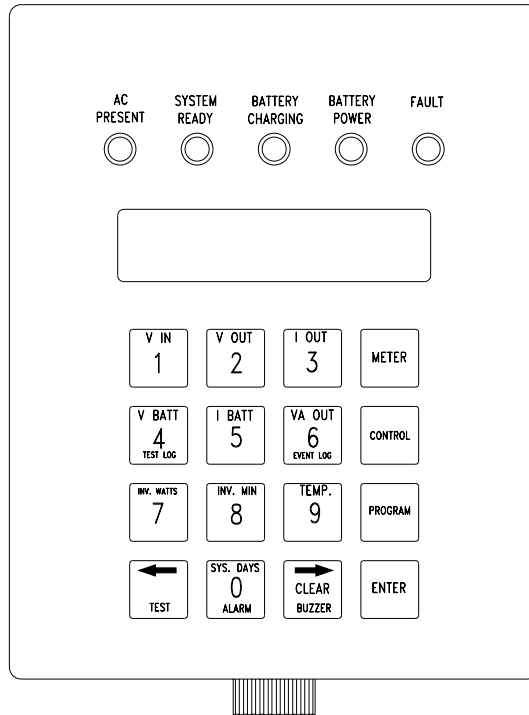 AC PRESENT
SYSTEM READY
BATTERY CHARGING
BATTERY POWER
FAULT
V IN
1
V OUT
2
I OUT
3
METER
V BATT
4
TEST LOG
I BATT
5
VA OUT
6
EVENT LOG
CONTROL
INV. WATTS
7
INV. MIN
8
TEMP.
9
PROGRAM
TEST
SYS. DAYS
0
ALARM
CLEAR
BUZZER
ENTER